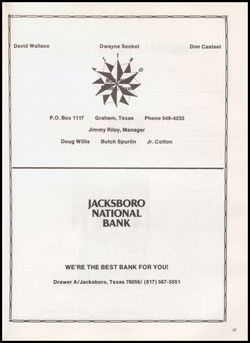 David Wallace Dwayne Senkel Don Casteel
P.O. Box 1117 Graham, Texas Phone 549-4233
Jimmy Riley, Manager
Doug Willis Butch Spurlin Jr. Cotton
JACKSBORO
NATIONAL
BANK
WE'RE THE BEST BANK FOR YOU!
Drawer A/Jacksboro, Texas 76056/ (817) 567-5551